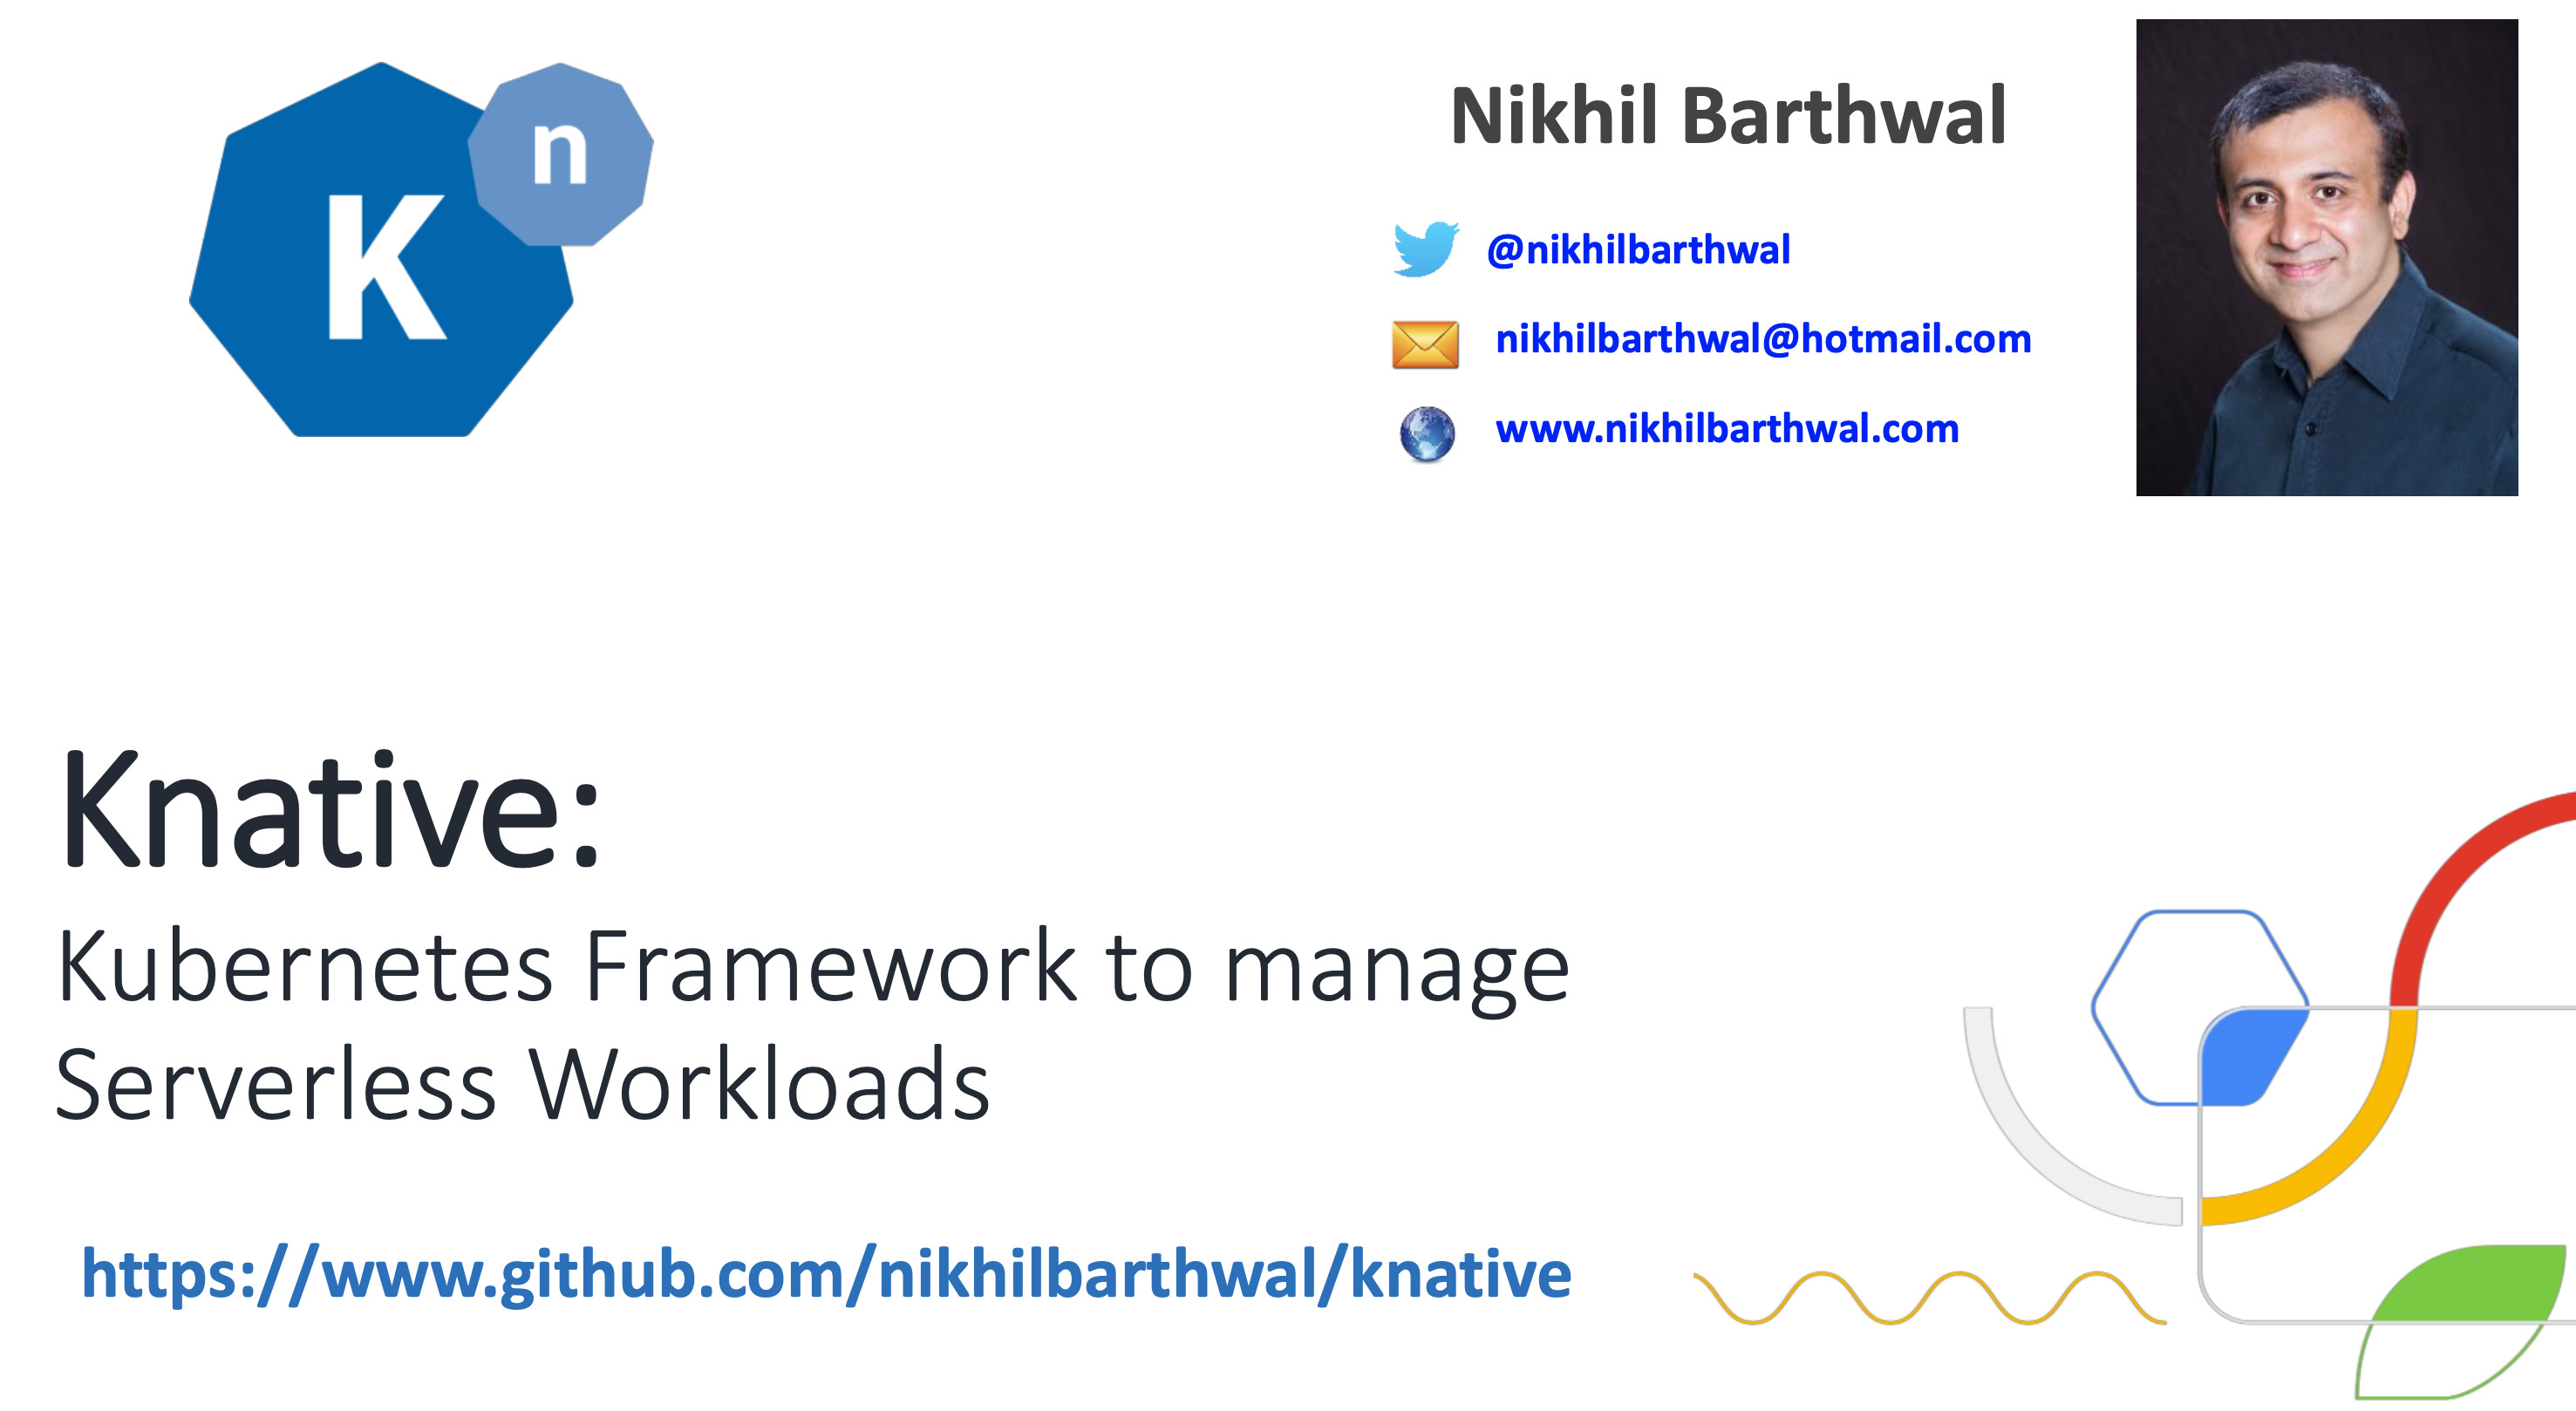 K
n
Nikhil Barthwal
@nikhilbarthwal
nikhilbarthwal@hotmail.com
www.nikhilbarthwal.com
Knative:
Kubernetes Framework to manage
Serverless Workloads
https://www.github.com/nikhilbarthwal/knative